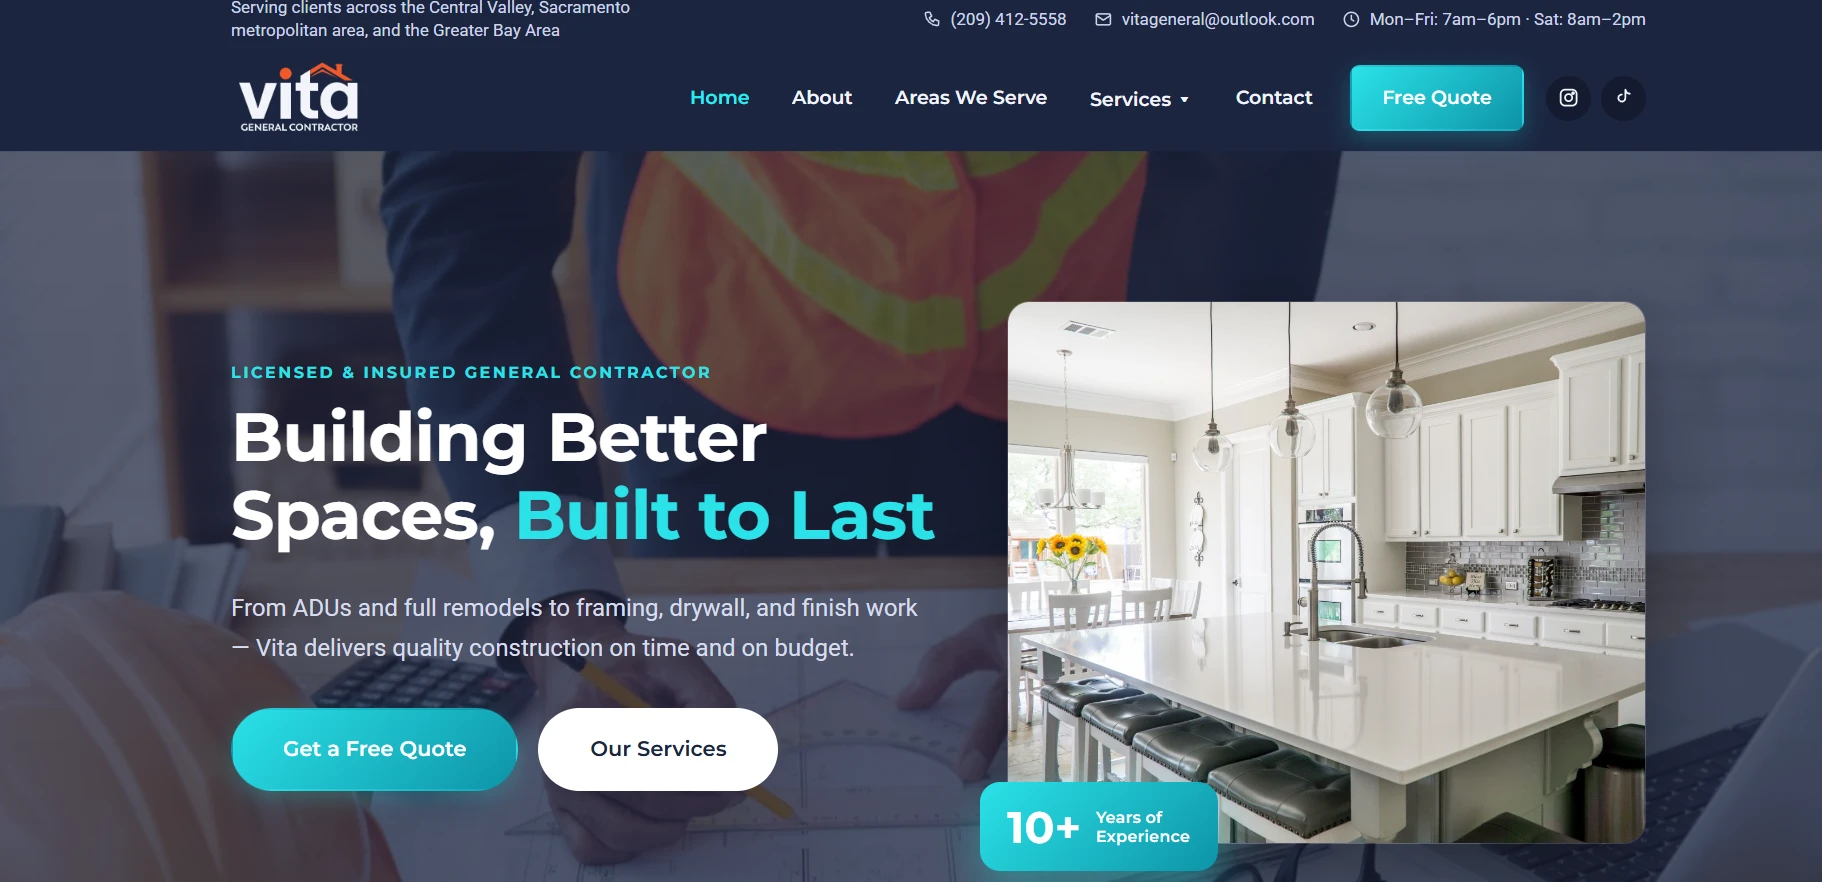 Serving clients across the Central Valley, Sacramento
metropolitan area, and the Greater Bay Area
(209) 412-5558
vitageneral@outlook.com
Mon–Fri: 7am–6pm · Sat: 8am–2pm
vita
GENERAL CONTRACTOR
Home
About
Areas We Serve
Services
Contact
Free Quote
LICENSED & INSURED GENERAL CONTRACTOR
Building Better
Spaces, Built to Last
From ADUs and full remodels to framing, drywall, and finish work
— Vita delivers quality construction on time and on budget.
Get a Free Quote
Our Services
10+
Years of
Experience